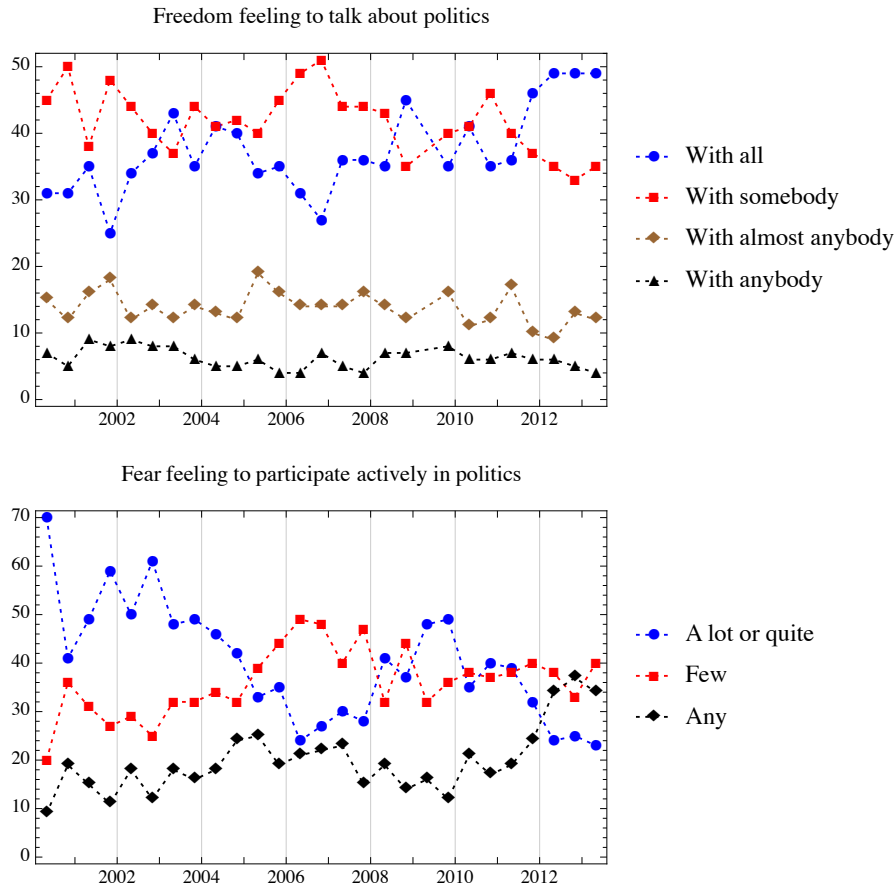 Freedom feeling to talk about politics
50
40
30
20
10
0
2002 2004 2006 2008 2010 2012
With all
With somebody
With almost anybody
With anybody
Fear feeling to participate actively in politics
70
60
50
40
30
20
10
0
2002 2004 2006 2008 2010 2012
A lot or quite
Few
Any